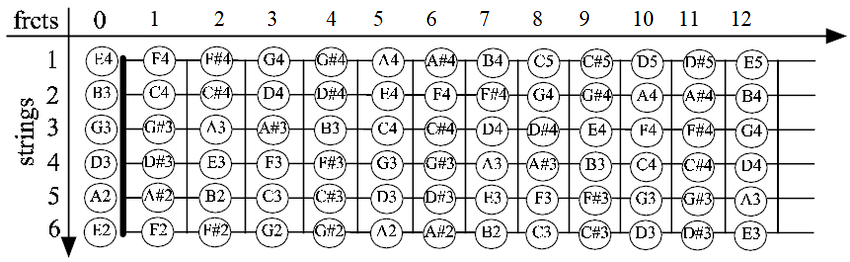 frets 0 1 2 3 4 5 6 7 8 9 10 11 12
strings
1 E4 F4 F#4 G4 G#4 A4 A#4 B4 C5 C#5 D5 D#5 E5
2 B3 C4 C#4 D4 D#4 E4 F4 F#4 G4 G#4 A4 A#4 B4
3 G3 G#3 A3 A#3 B3 C4 C#4 D4 D#4 E4 F4 F#4 G4
4 D3 D#3 E3 F3 F#3 G3 G#3 A3 A#3 B3 C4 C#4 D4
5 A2 A#2 B2 C3 C#3 D3 D#3 E3 F3 F#3 G3 G#3 A3
6 E2 F2 F#2 G2 G#2 A2 A#2 B2 C3 C#3 D3 D#3 E3